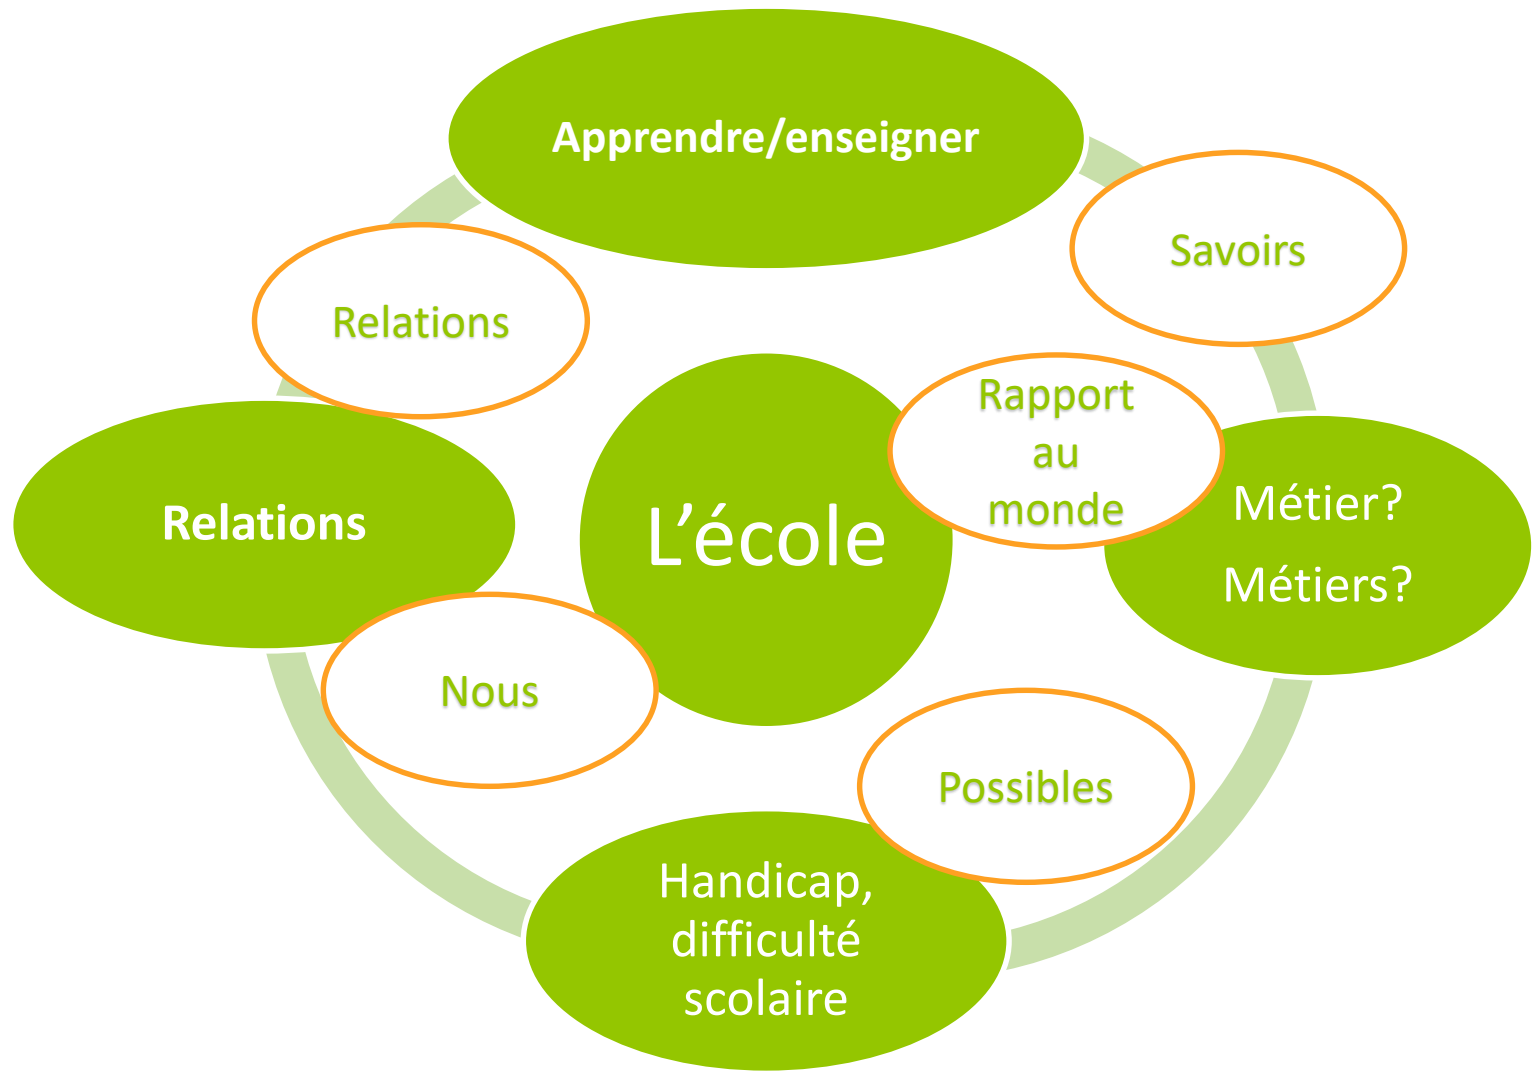 Apprendre/enseigner
Savoirs
Relations
Rapport
au
monde
Relations
L’école
Métier?
Métiers?
Nous
Possibles
Handicap,
difficulté
scolaire